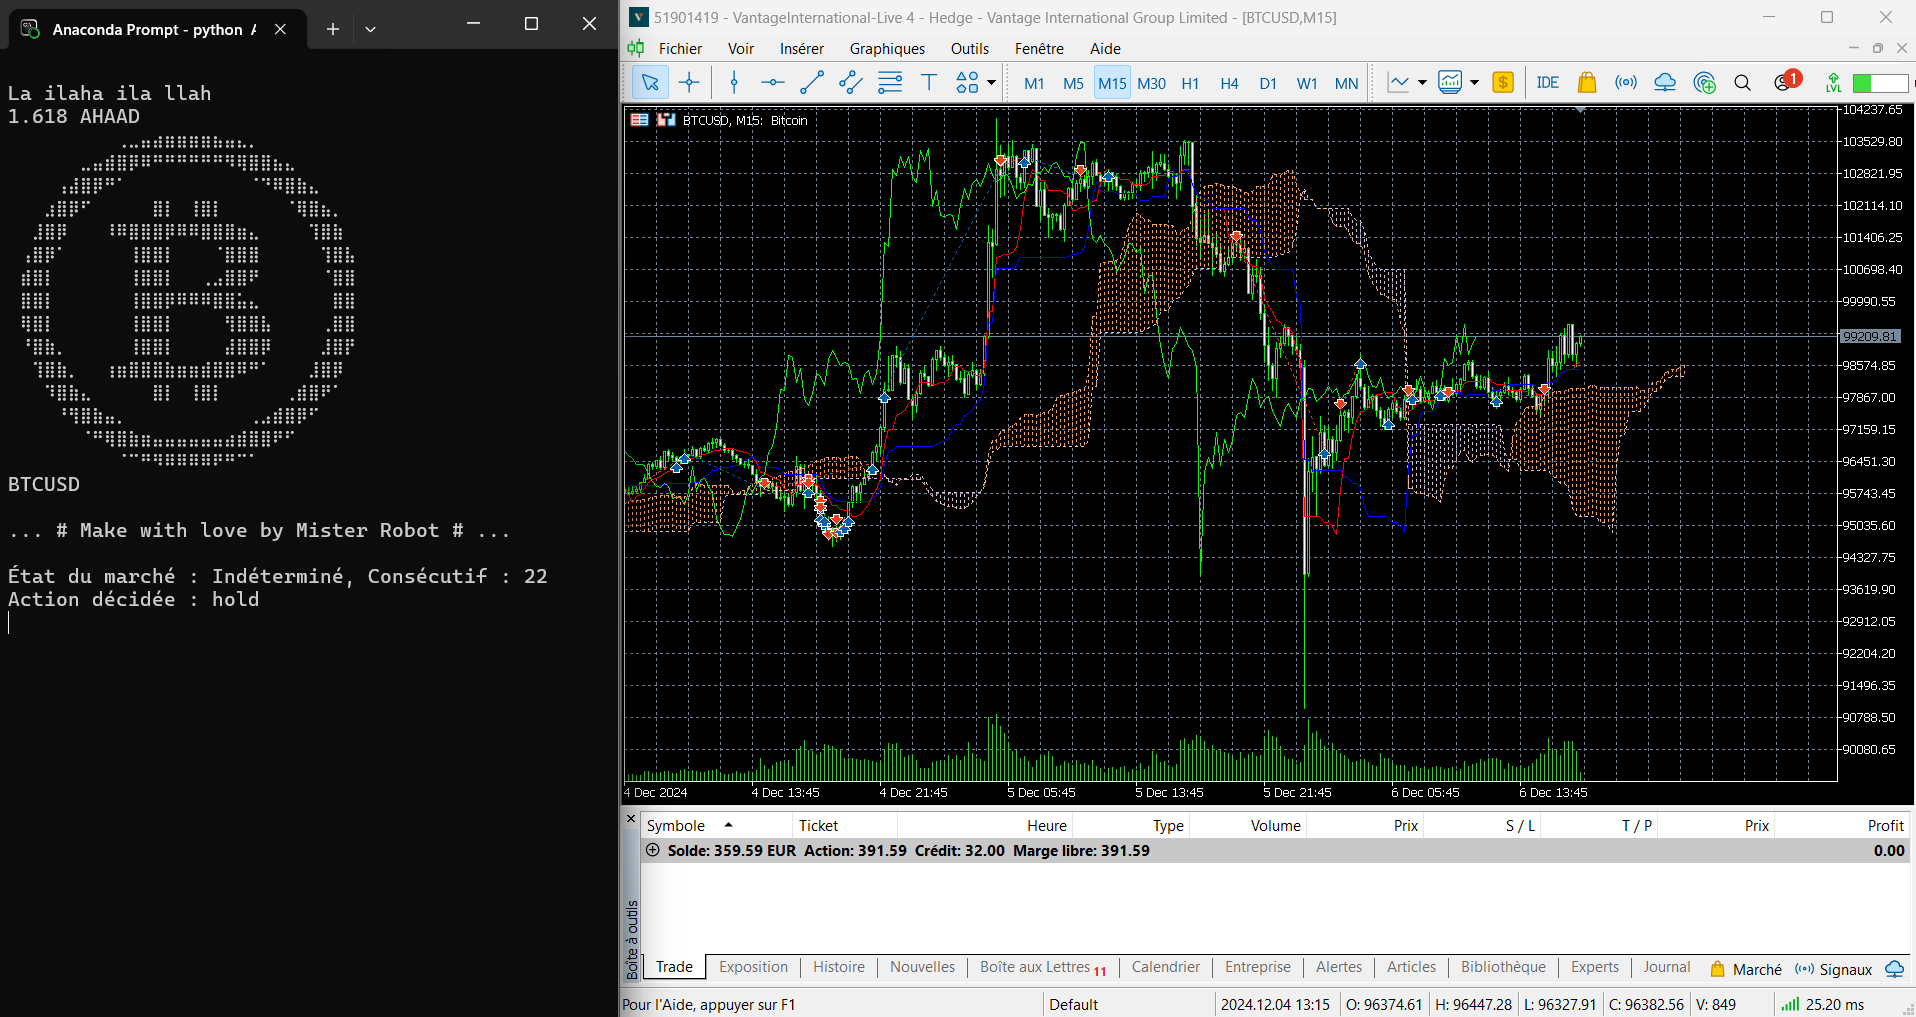 Anaconda Prompt - python A
La ilaha ila llah
1.618 AHAAD
BTCUSD
... # Make with love by Mister Robot # ...
État du marché : Indéterminé, Consécutif : 22
Action décidée : hold
51901419 - VantageInternational-Live 4 - Hedge - Vantage International Group Limited - [BTCUSD,M15]
Fichier Voir Insérer Graphiques Outils Fenêtre Aide
M1 M5 M15 M30 H1 H4 D1 W1 MN IDE 1 LVL
BTCUSD, M15: Bitcoin
104237.65
103529.80
102821.95
102114.10
101406.25
100698.40
99990.55
99209.81
98574.85
97867.00
97159.15
96451.30
95743.45
95035.60
94327.75
93619.90
92912.05
92204.20
91496.35
90788.50
90080.65
4 Dec 2024 4 Dec 13:45 4 Dec 21:45 5 Dec 05:45 5 Dec 13:45 5 Dec 21:45 6 Dec 05:45 6 Dec 13:45
Symbole Ticket Heure Type Volume Prix S / L T / P Prix Profit
Solde: 359.59 EUR Action: 391.59 Crédit: 32.00 Marge libre: 391.59 0.00
Boîte à outils
Trade Exposition Histoire Nouvelles Boîte aux Lettres 11 Calendrier Entreprise Alertes Articles Bibliothèque Experts Journal Marché Signaux
Pour l'Aide, appuyer sur F1 Default 2024.12.04 13:15 O: 96374.61 H: 96447.28 L: 96327.91 C: 96382.56 V: 849 25.20 ms